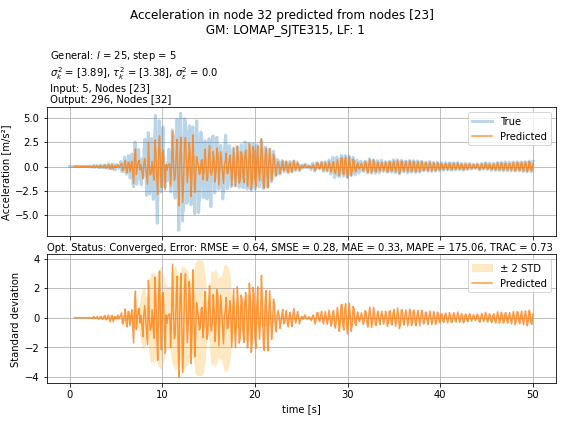 Acceleration in node 32 predicted from nodes [23]
GM: LOMAP_SJTE315, LF: 1
General: l = 25, step = 5
σ²ₖ = [3.89], τ²ₖ = [3.38], σ²ε = 0.0
Input: 5, Nodes [23]
Output: 296, Nodes [32]
Acceleration [m/s²]
5.0
2.5
0.0
−2.5
−5.0
True
Predicted
Opt. Status: Converged, Error: RMSE = 0.64, SMSE = 0.28, MAE = 0.33, MAPE = 175.06, TRAC = 0.73
Standard deviation
4
2
0
−2
−4
± 2 STD
Predicted
0 10 20 30 40 50
time [s]